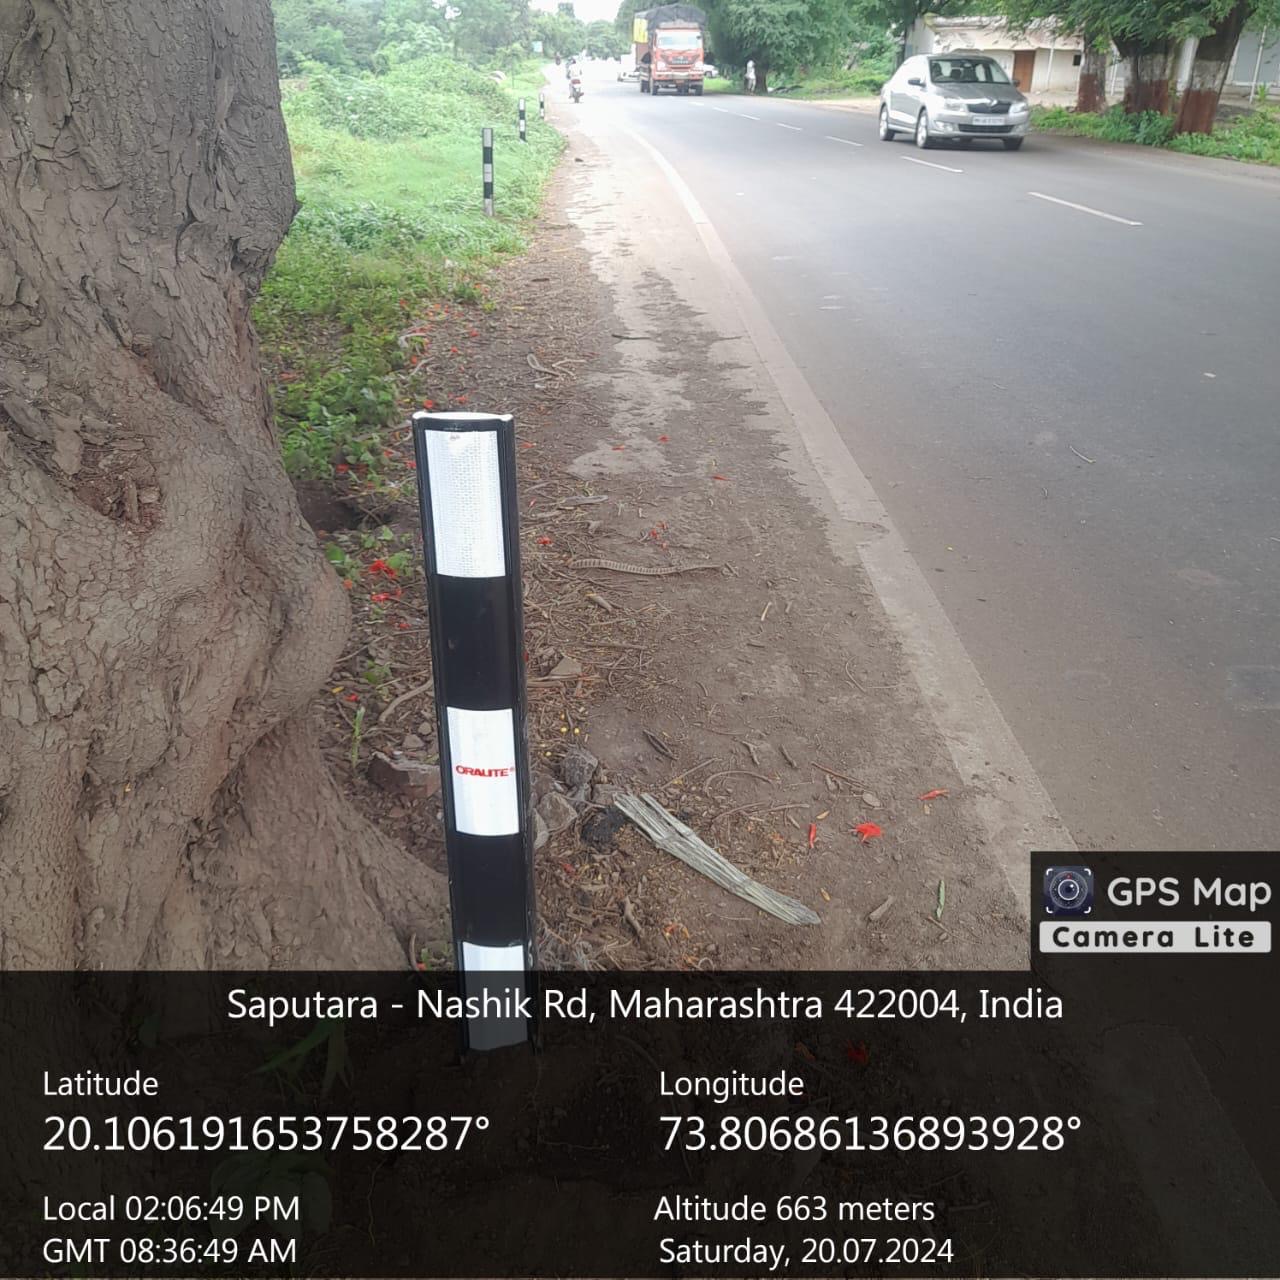 ORALITE®
GPS Map
Camera Lite
Saputara - Nashik Rd, Maharashtra 422004, India
Latitude
Longitude
20.106191653758287°
73.80686136893928°
Local 02:06:49 PM
Altitude 663 meters
GMT 08:36:49 AM
Saturday, 20.07.2024